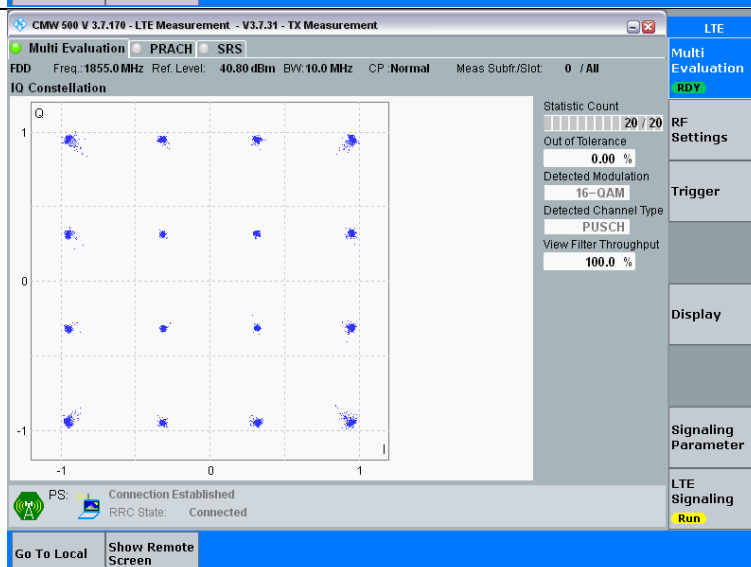 CMW 500 V 3.7.170 - LTE Measurement - V3.7.31 - TX Measurement
LTE
Multi Evaluation PRACH SRS
Multi Evaluation
RDY
FDD Freq.:1855.0 MHz Ref. Level: 40.80 dBm BW:10.0 MHz CP :Normal Meas Subfr./Slot: 0 / All
IQ Constellation
Q
1
0
-1
-1 0 1
I
Statistic Count
20 / 20
Out of Tolerance
0.00 %
Detected Modulation
16-QAM
Detected Channel Type
PUSCH
View Filter Throughput
100.0 %
RF
Settings
Trigger
Display
Signaling
Parameter
LTE
Signaling
Run
PS: Connection Established
RRC State: Connected
Go To Local
Show Remote
Screen